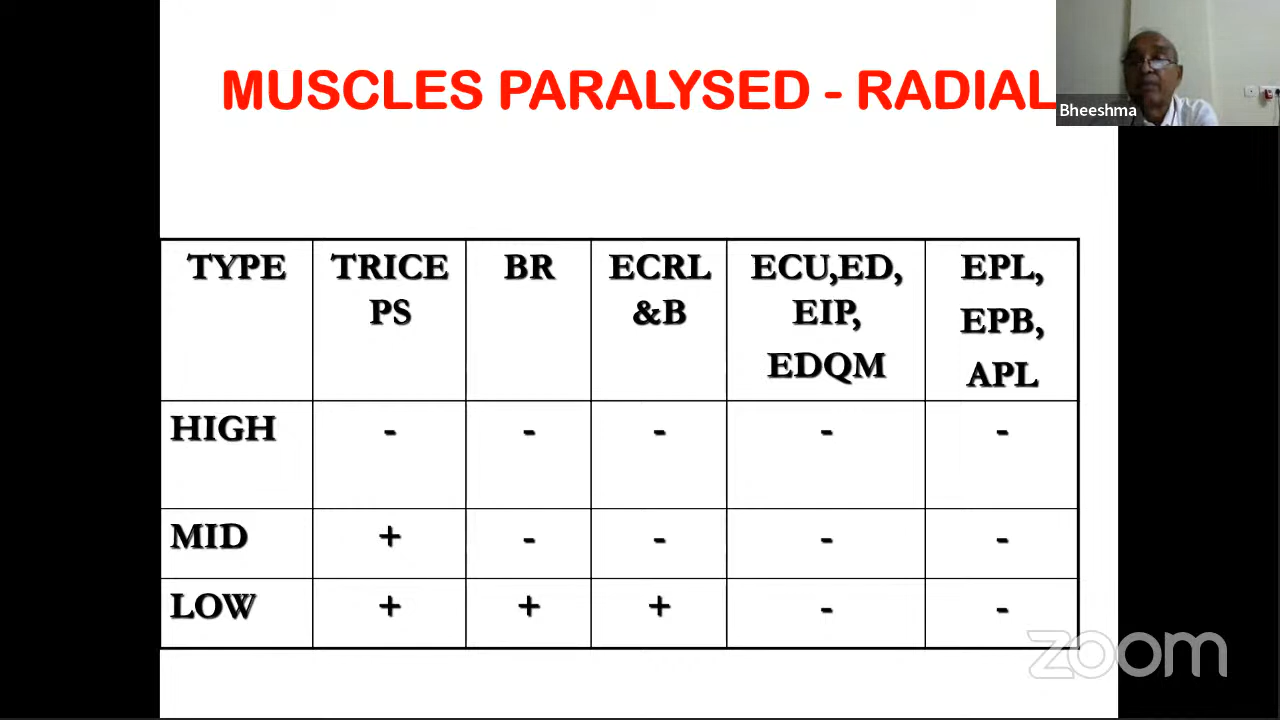 MUSCLES PARALYSED - RADIAL
Bheeshma
TYPE TRICE BR ECRL ECU,ED, EPL,
PS &B EIP, EPB,
EDQM APL
HIGH - - - - -
MID + - - - -
LOW + + + - -
zoom